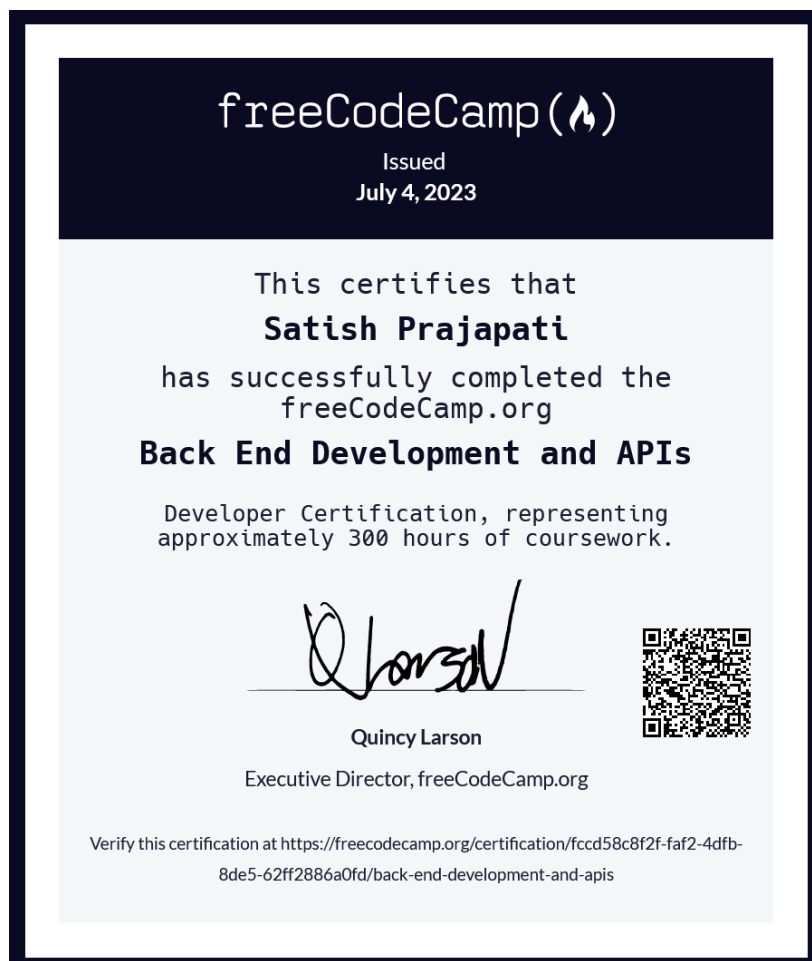 freeCodeCamp
Issued
July 4, 2023
This certifies that
Satish Prajapati
has successfully completed the
freeCodeCamp.org
Back End Development and APIs
Developer Certification, representing
approximately 300 hours of coursework.
Q Larson
Quincy Larson
Executive Director, freeCodeCamp.org
Verify this certification at https://freecodecamp.org/certification/fccd58c8f2f-faf2-4dfb-
8de5-62ff2886a0fd/back-end-development-and-apis